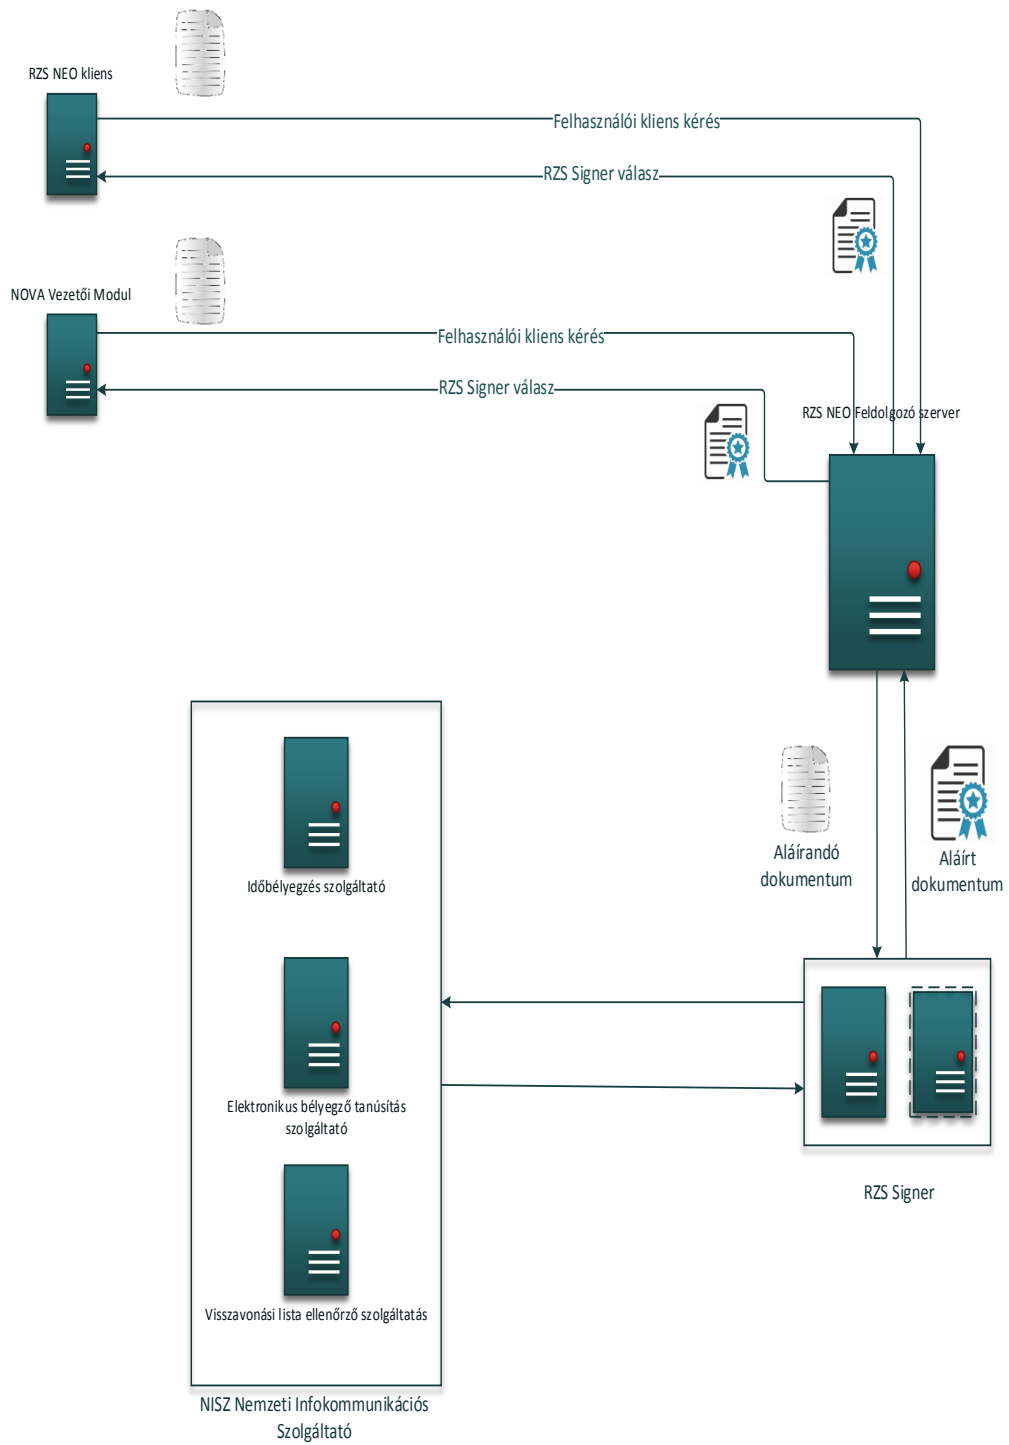 RZS NEO kliens
Felhasználói kliens kérés
RZS Signer válasz
NOVA Vezetői Modul
Felhasználói kliens kérés
RZS Signer válasz
RZS NEO Feldolgozó szerver
Aláírandó
dokumentum
Aláírt
dokumentum
Időbélyegzés szolgáltató
Elektronikus bélyegző tanúsítás
szolgáltató
RZS Signer
Visszavonási lista ellenőrző szolgáltatás
NISZ Nemzeti Infokommunikációs
Szolgáltató